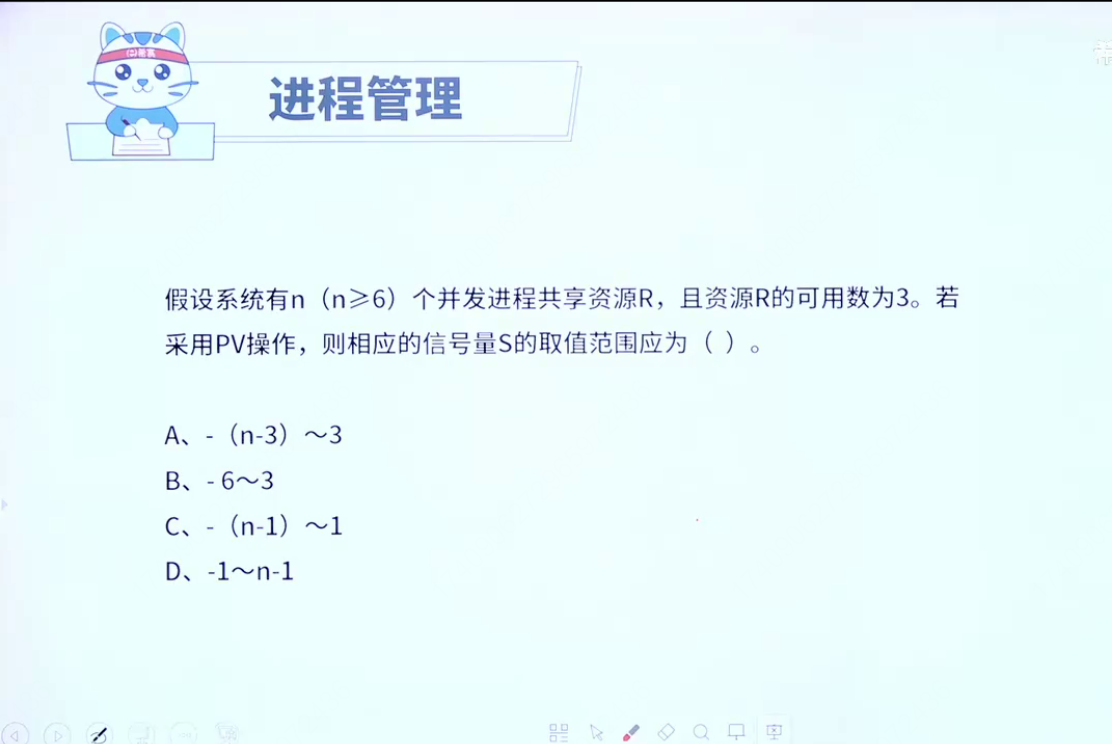 进程管理
假设系统有n（n≥6）个并发进程共享资源R，且资源R的可用数为3。若
采用PV操作，则相应的信号量S的取值范围应为（ ）。
A、-（n-3）～3
B、- 6～3
C、-（n-1）～1
D、-1～n-1